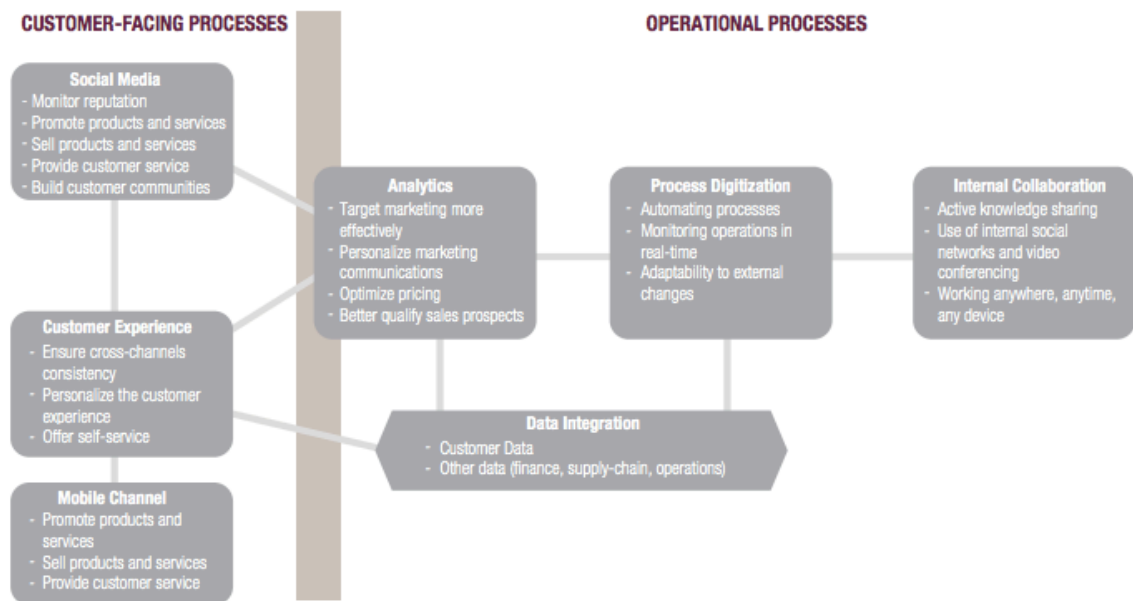 CUSTOMER-FACING PROCESSES
OPERATIONAL PROCESSES
Social Media
- Monitor reputation
- Promote products and services
- Sell products and services
- Provide customer service
- Build customer communities
Customer Experience
- Ensure cross-channels
consistency
- Personalize the customer
experience
- Offer self-service
Mobile Channel
- Promote products and
services
- Sell products and services
- Provide customer service
Analytics
- Target marketing more
effectively
- Personalize marketing
communications
- Optimize pricing
- Better qualify sales prospects
Process Digitization
- Automating processes
- Monitoring operations in
real-time
- Adaptability to external
changes
Internal Collaboration
- Active knowledge sharing
- Use of internal social
networks and video
conferencing
- Working anywhere, anytime,
any device
Data Integration
- Customer Data
- Other data (finance, supply-chain, operations)